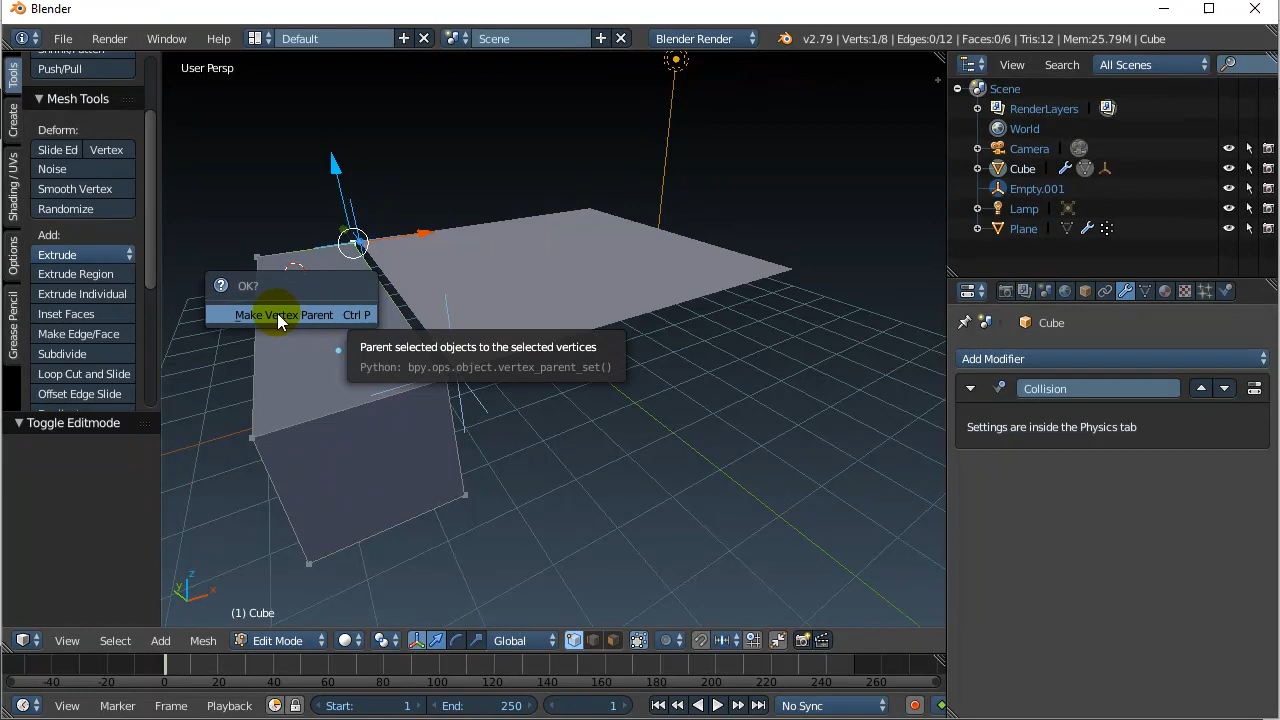 Blender
File Render Window Help Default Scene Blender Render v2.79 | Verts:1/8 | Edges:0/12 | Faces:0/6 | Tris:12 | Mem:25.79M | Cube
Tools
Create
Shading / UVs
Options
Grease Pencil
Push/Pull
Mesh Tools
Deform:
Slide Ed Vertex
Noise
Smooth Vertex
Randomize
Add:
Extrude
Extrude Region
Extrude Individual
Inset Faces
Make Edge/Face
Subdivide
Loop Cut and Slide
Offset Edge Slide
Toggle Editmode
User Persp
OK?
Make Vertex Parent Ctrl P
Parent selected objects to the selected vertices
Python: bpy.ops.object.vertex_parent_set()
z
y
x
(1) Cube
View Search All Scenes
Scene
RenderLayers
World
Camera
Cube
Empty.001
Lamp
Plane
Cube
Add Modifier
Collision
Settings are inside the Physics tab
View Select Add Mesh Edit Mode Global
-40 -20 0 20 40 60 80 100 120 140 160 180 200 220 240 260
View Marker Frame Playback Start: 1 End: 250 1 No Sync